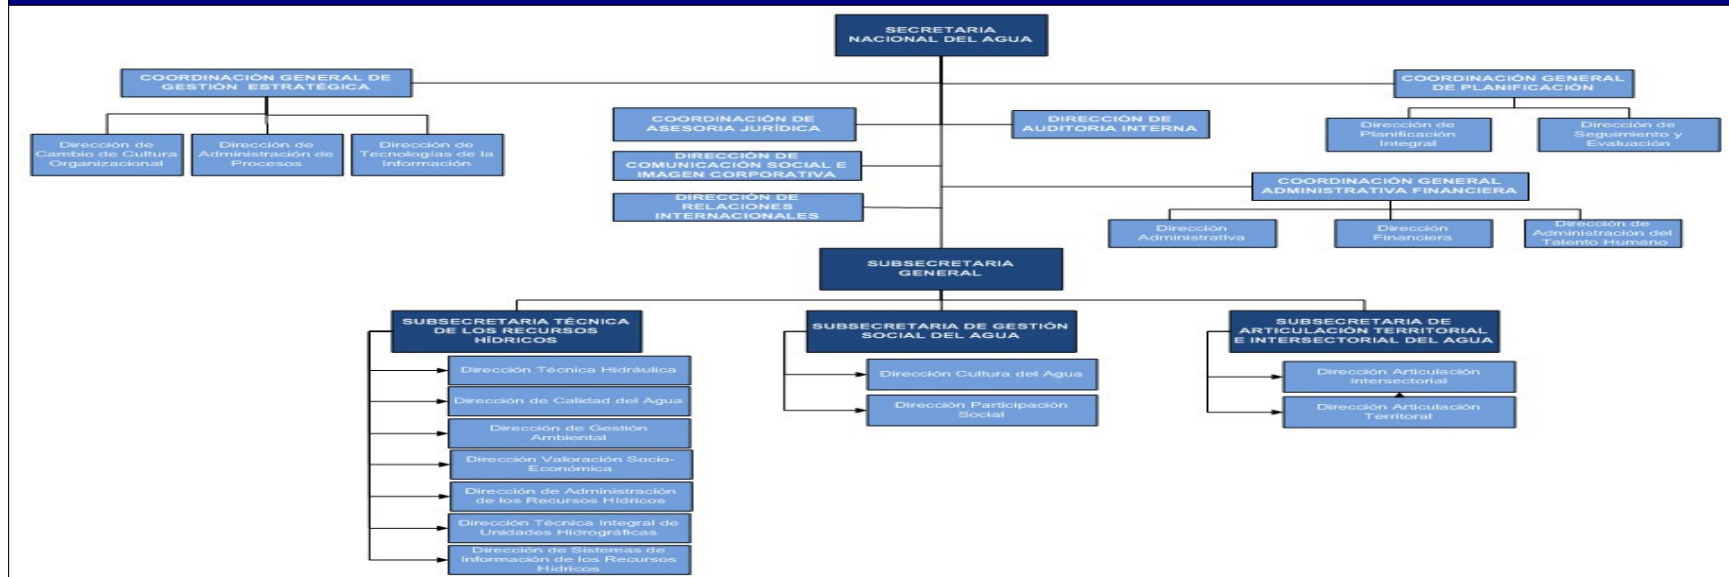 SECRETARIA
NACIONAL DEL AGUA
COORDINACIÓN GENERAL DE
GESTIÓN ESTRATÉGICA
COORDINACIÓN GENERAL
DE PLANIFICACIÓN
COORDINACIÓN DE
ASESORIA JURÍDICA
DIRECCIÓN DE
AUDITORIA INTERNA
Dirección de
Cambio de Cultura
Organizacional
Dirección de
Administración de
Procesos
Dirección de
Tecnologías de la
Información
Dirección de
Planificación
Integral
Dirección de
Seguimiento y
Evaluación
DIRECCIÓN DE
COMUNICACIÓN SOCIAL E
IMAGEN CORPORATIVA
COORDINACIÓN GENERAL
ADMINISTRATIVA FINANCIERA
DIRECCIÓN DE
RELACIONES
INTERNACIONALES
Dirección
Administrativa
Dirección
Financiera
Dirección de
Administración del
Talento Humano
SUBSECRETARIA
GENERAL
SUBSECRETARIA TÉCNICA
DE LOS RECURSOS
HÍDRICOS
SUBSECRETARIA DE GESTIÓN
SOCIAL DEL AGUA
SUBSECRETARIA DE
ARTICULACIÓN TERRITORIAL
E INTERSECTORIAL DEL AGUA
Dirección Técnica Hidráulica
Dirección de Calidad del Agua
Dirección de Gestión
Ambiental
Dirección Valoración Socio-
Económica
Dirección de Administración
de los Recursos Hídricos
Dirección Técnica Integral de
Unidades Hidrográficas
Dirección de Sistemas de
Información de los Recursos
Hídricos
Dirección Cultura del Agua
Dirección Participación
Social
Dirección Articulación
Intersectorial
Dirección Articulación
Territoral